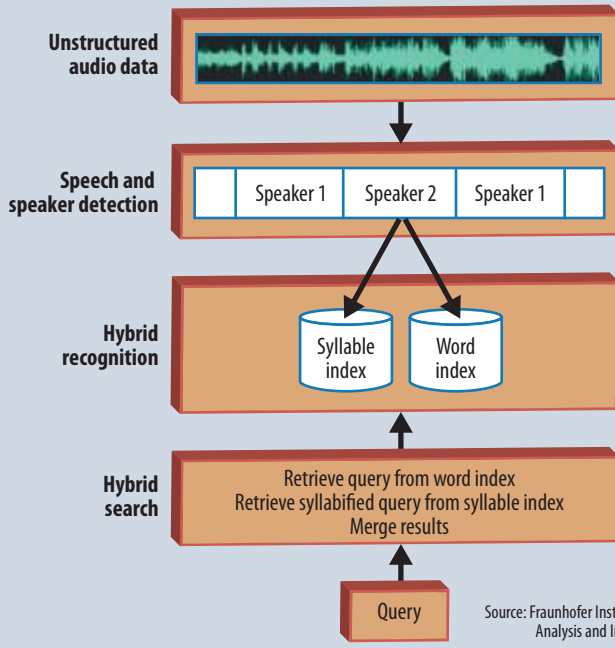 Unstructured
audio data
Speech and
speaker detection
Speaker 1
Speaker 2
Speaker 1
Hybrid
recognition
Syllable
index
Word
index
Hybrid
search
Retrieve query from word index
Retrieve syllabified query from syllable index
Merge results
Query
Source: Fraunhofer
Analysis and